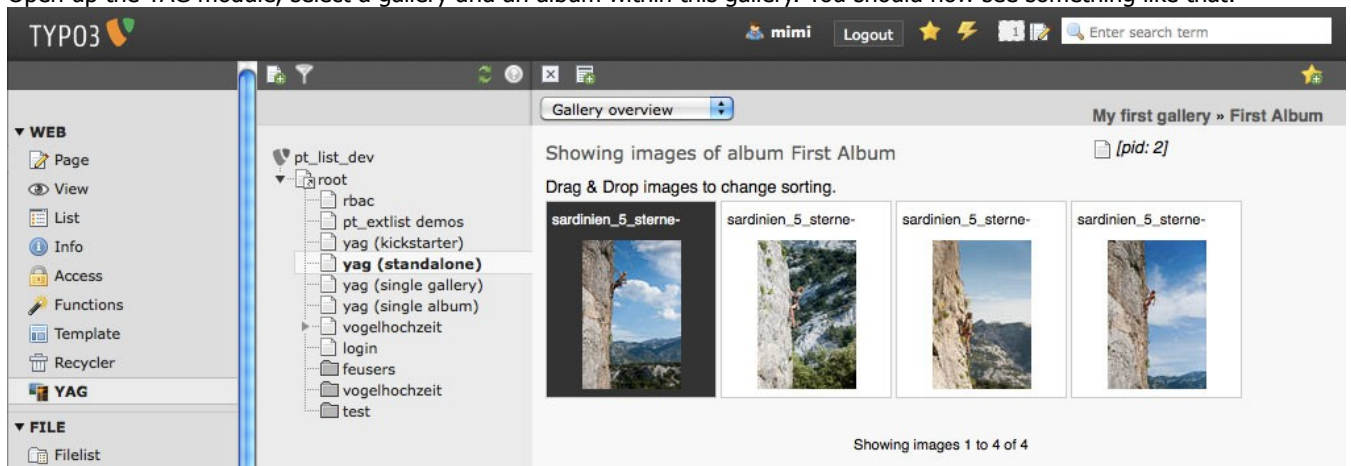 Open up the YAG module, select a gallery and an album within this gallery. You should now see something like that:
TYPO3
mimi
Logout
1
Enter search term
Gallery overview
My first gallery » First Album
[pid: 2]
WEB
Page
View
List
Info
Access
Functions
Template
Recycler
YAG
FILE
Filelist
pt_list_dev
root
rbac
pt_extlist demos
yag (kickstarter)
yag (standalone)
yag (single gallery)
yag (single album)
vogelhochzeit
login
feusers
vogelhochzeit
test
Showing images of album First Album
Drag & Drop images to change sorting.
sardinien_5_sterne-
sardinien_5_sterne-
sardinien_5_sterne-
sardinien_5_sterne-
Showing images 1 to 4 of 4